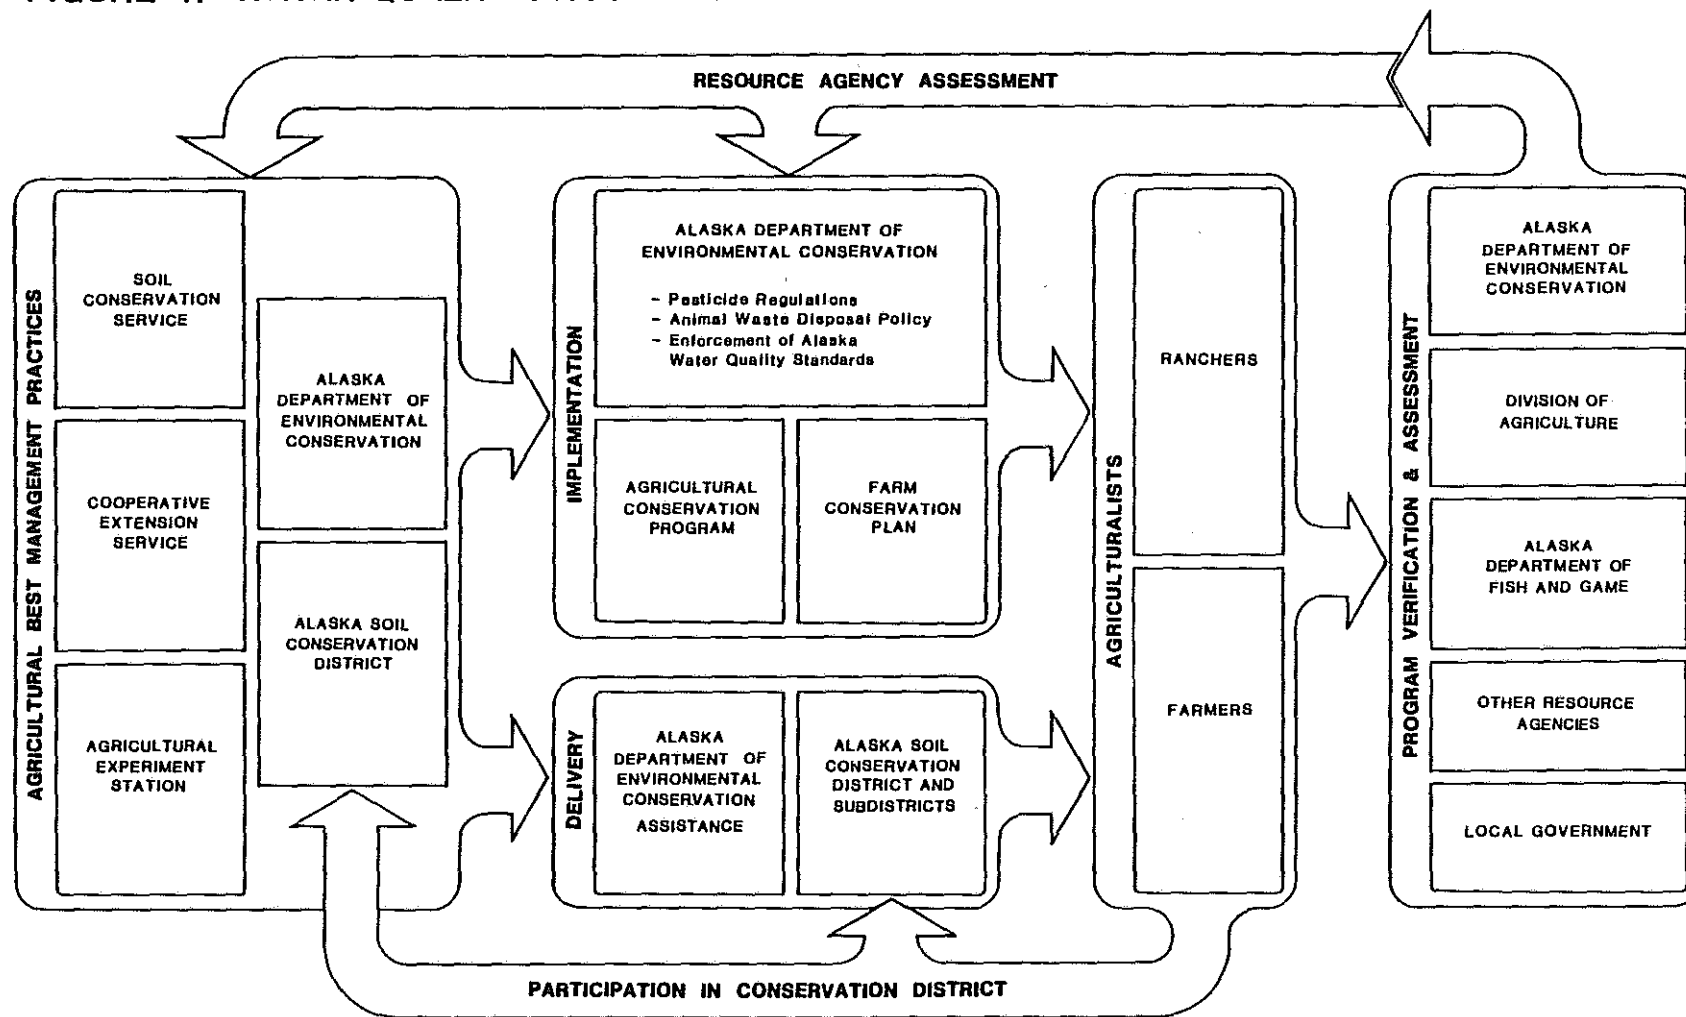 RESOURCE AGENCY ASSESSMENT
AGRICULTURAL BEST MANAGEMENT PRACTICES
SOIL
CONSERVATION
SERVICE
COOPERATIVE
EXTENSION
SERVICE
AGRICULTURAL
EXPERIMENT
STATION
ALASKA
DEPARTMENT OF
ENVIRONMENTAL
CONSERVATION
ALASKA SOIL
CONSERVATION
DISTRICT
IMPLEMENTATION
ALASKA DEPARTMENT OF
ENVIRONMENTAL CONSERVATION
– Pesticide Regulations
– Animal Waste Disposal Policy
– Enforcement of Alaska
Water Quality Standards
AGRICULTURAL
CONSERVATION
PROGRAM
FARM
CONSERVATION
PLAN
DELIVERY
ALASKA
DEPARTMENT OF
ENVIRONMENTAL
CONSERVATION
ASSISTANCE
ALASKA SOIL
CONSERVATION
DISTRICT AND
SUBDISTRICTS
AGRICULTURALISTS
RANCHERS
FARMERS
PROGRAM VERIFICATION & ASSESSMENT
ALASKA
DEPARTMENT OF
ENVIRONMENTAL
CONSERVATION
DIVISION OF
AGRICULTURE
ALASKA
DEPARTMENT OF
FISH AND GAME
OTHER RESOURCE
AGENCIES
LOCAL GOVERNMENT
PARTICIPATION IN CONSERVATION DISTRICT